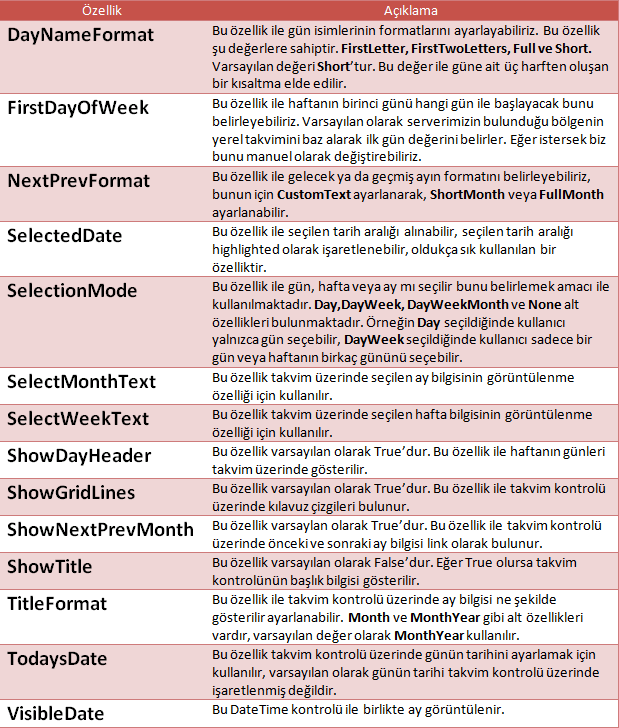 Özellik Açıklama
DayNameFormat
Bu özellik ile gün isimlerinin formatlarını ayarlayabiliriz. Bu özellik
şu değerlere sahiptir. FirstLetter, FirstTwoLetters, Full ve Short.
Varsayılan değeri Short'tur. Bu değer ile güne ait üç harften oluşan
bir kısaltma elde edilir.
FirstDayOfWeek
Bu özellik ile haftanın birinci günü hangi gün ile başlayacak bunu
belirleyebiliriz. Varsayılan olarak serverimizin bulunduğu bölgenin
yerel takvimini baz alarak ilk gün değerini belirler. Eğer istersek biz
bunu manuel olarak değiştirebiliriz.
NextPrevFormat
Bu özellik ile gelecek ya da geçmiş ayın formatını belirleyebiliriz,
bunun için CustomText ayarlanarak, ShortMonth veya FullMonth
ayarlanabilir.
SelectedDate
Bu özellik ile seçilen tarih aralığı alınabilir, seçilen tarih aralığı
highlighted olarak işaretlenebilir, oldukça sık kullanılan bir
özelliktir.
SelectionMode
Bu özellik ile gün, hafta veya ay mı seçilir bunu belirlemek amacı ile
kullanılmaktadır. Day,DayWeek, DayWeekMonth ve None alt
özellikleri bulunmaktadır. Örneğin Day seçildiğinde kullanıcı
yalnızca gün seçebilir, DayWeek seçildiğinde kullanıcı sadece bir
gün veya haftanın birkaç gününü seçebilir.
SelectMonthText
Bu özellik takvim üzerinde seçilen ay bilgisinin görüntülenme
özelliği için kullanılır.
SelectWeekText
Bu özellik takvim üzerinde seçilen hafta bilgisinin görüntülenme
özelliği için kullanılır.
ShowDayHeader
Bu özellik varsayılan olarak True'dur. Bu özellik ile haftanın günleri
takvim üzerinde gösterilir.
ShowGridLines
Bu özellik varsayılan olarak True'dur. Bu özellik ile takvim kontrolü
üzerinde kılavuz çizgileri bulunur.
ShowNextPrevMonth
Bu özellik varsaylan olarak True'dur. Bu özellik ile takvim kontrolü
üzerinde önceki ve sonraki ay bilgisi link olarak bulunur.
ShowTitle
Bu özellik varsayılan olarak False'dur. Eğer True olursa takvim
kontrolünün başlık bilgisi gösterilir.
TitleFormat
Bu özellik ile takvim kontrolü üzerinde ay bilgisi ne şekilde
gösterilir ayarlanabilir. Month ve MonthYear gibi alt özellikleri
vardır, varsayılan değer olarak MonthYear kullanılır.
TodaysDate
Bu özellik takvim kontrolü üzerinde günün tarihini ayarlamak için
kullanılır, varsayılan olarak günün tarihi takvim kontrolü üzerinde
işaretlenmiş değildir.
VisibleDate
Bu DateTime kontrolü ile birlikte ay görüntülenir.